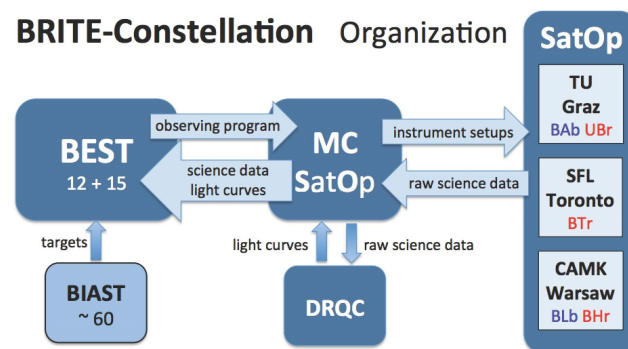 BRITE-Constellation Organization
SatOp
TU
Graz
BAb UBr
SFL
Toronto
BTr
CAMK
Warsaw
BLb BHr
observing program
instrument setups
BEST
12 + 15
MC
SatOp
science data
light curves
raw science data
targets
light curves
raw science data
BIAST
~ 60
DRQC